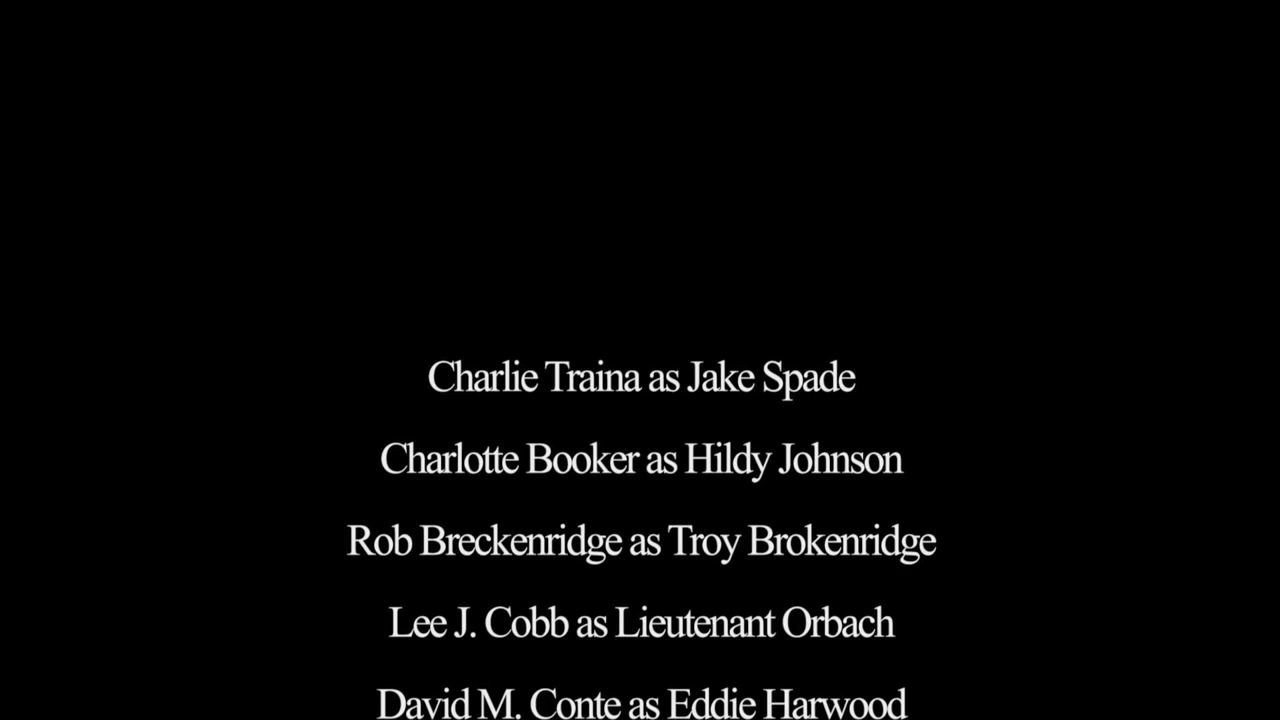 Charlie Traina as Jake Spade
Charlotte Booker as Hildy Johnson
Rob Breckenridge as Troy Brokenridge
Lee J. Cobb as Lieutenant Orbach
David M. Conte as Eddie Harwood